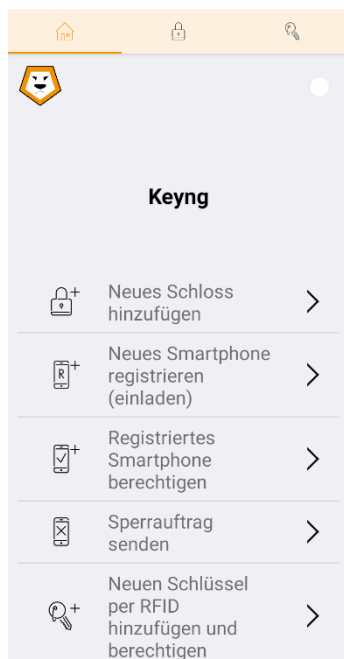 Keyng
Neues Schloss
hinzufügen
Neues Smartphone
registrieren
(einladen)
Registriertes
Smartphone
berechtigen
Sperrauftrag
senden
Neuen Schlüssel
per RFID
hinzufügen und
berechtigen